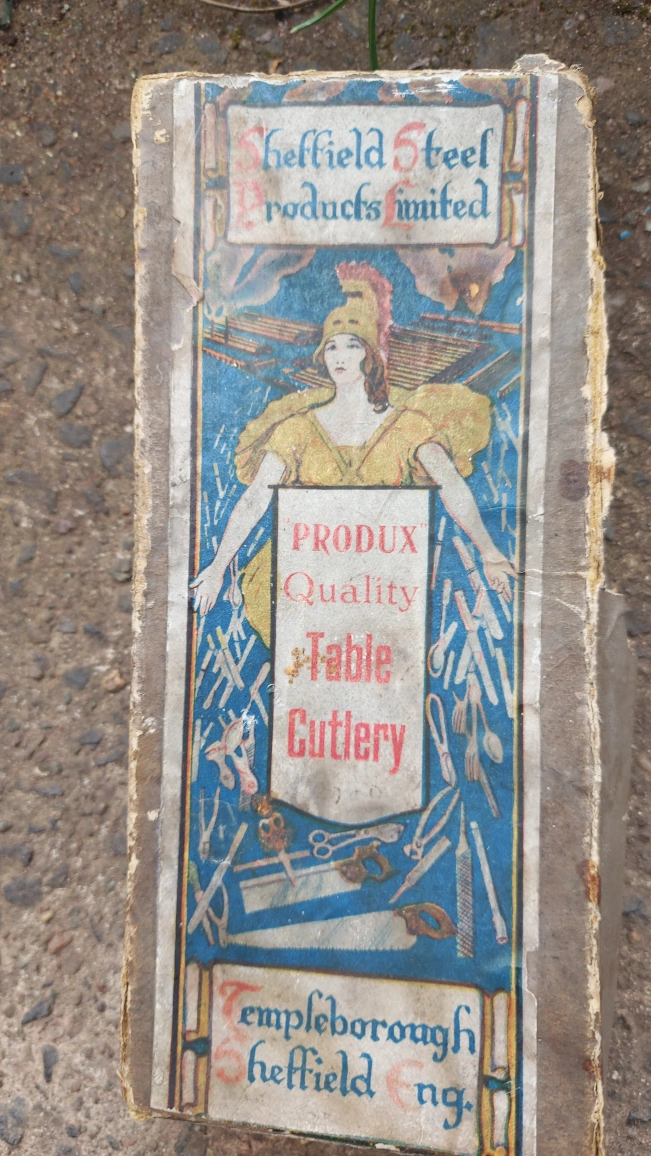 Sheffield Steel
Products Limited
"PRODUX"
Quality
Table
Cutlery
Templeborough
Sheffield Eng.